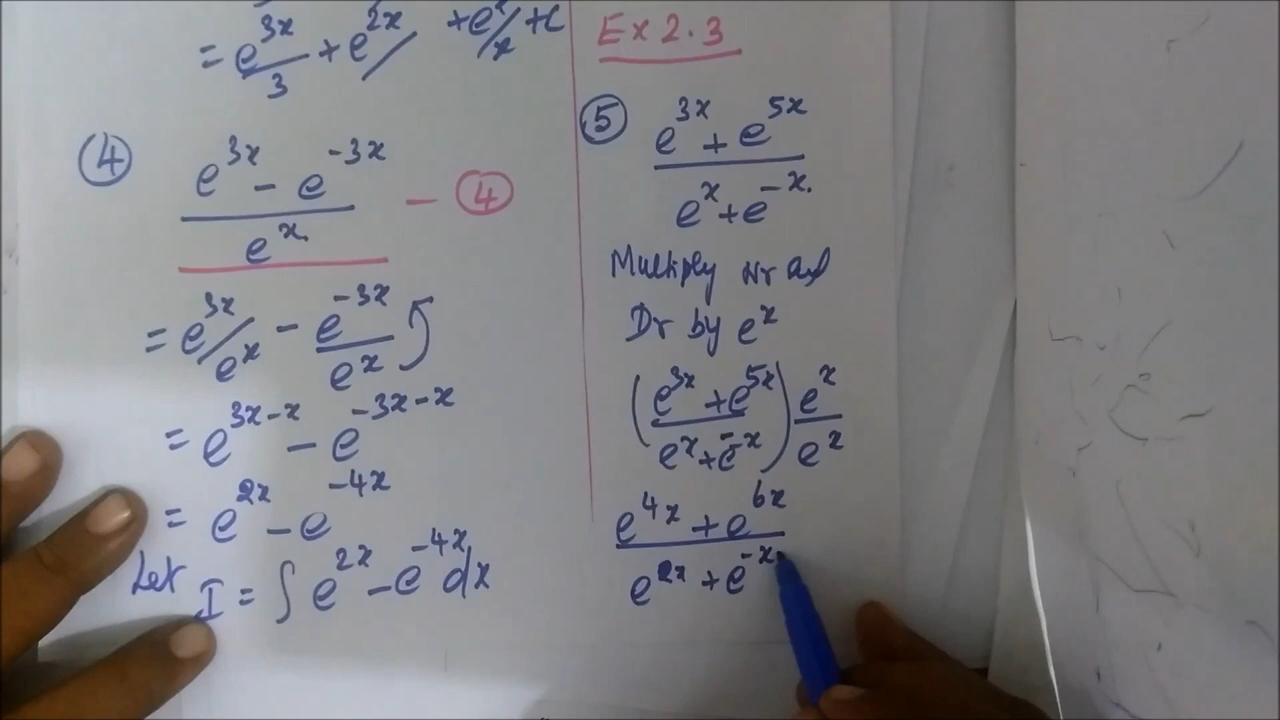 = e^{3x}/3 + e^{2x}/ + e^x/x + c
④ (e^{3x} - e^{-3x})/e^x. - ④
= e^{3x}/e^x - e^{-3x}/e^x
= e^{3x-x} - e^{-3x-x}
= e^{2x} - e^{-4x}
Let I = ∫ e^{2x} - e^{-4x} dx
Ex 2.3
⑤ (e^{3x} + e^{5x})/(e^x + e^{-x}).
Multiply Nr and
Dr by e^x
((e^{3x} + e^{5x})/(e^x + e^{-x})) e^x/e^x
(e^{4x} + e^{6x})/(e^{2x} + e^{-x})